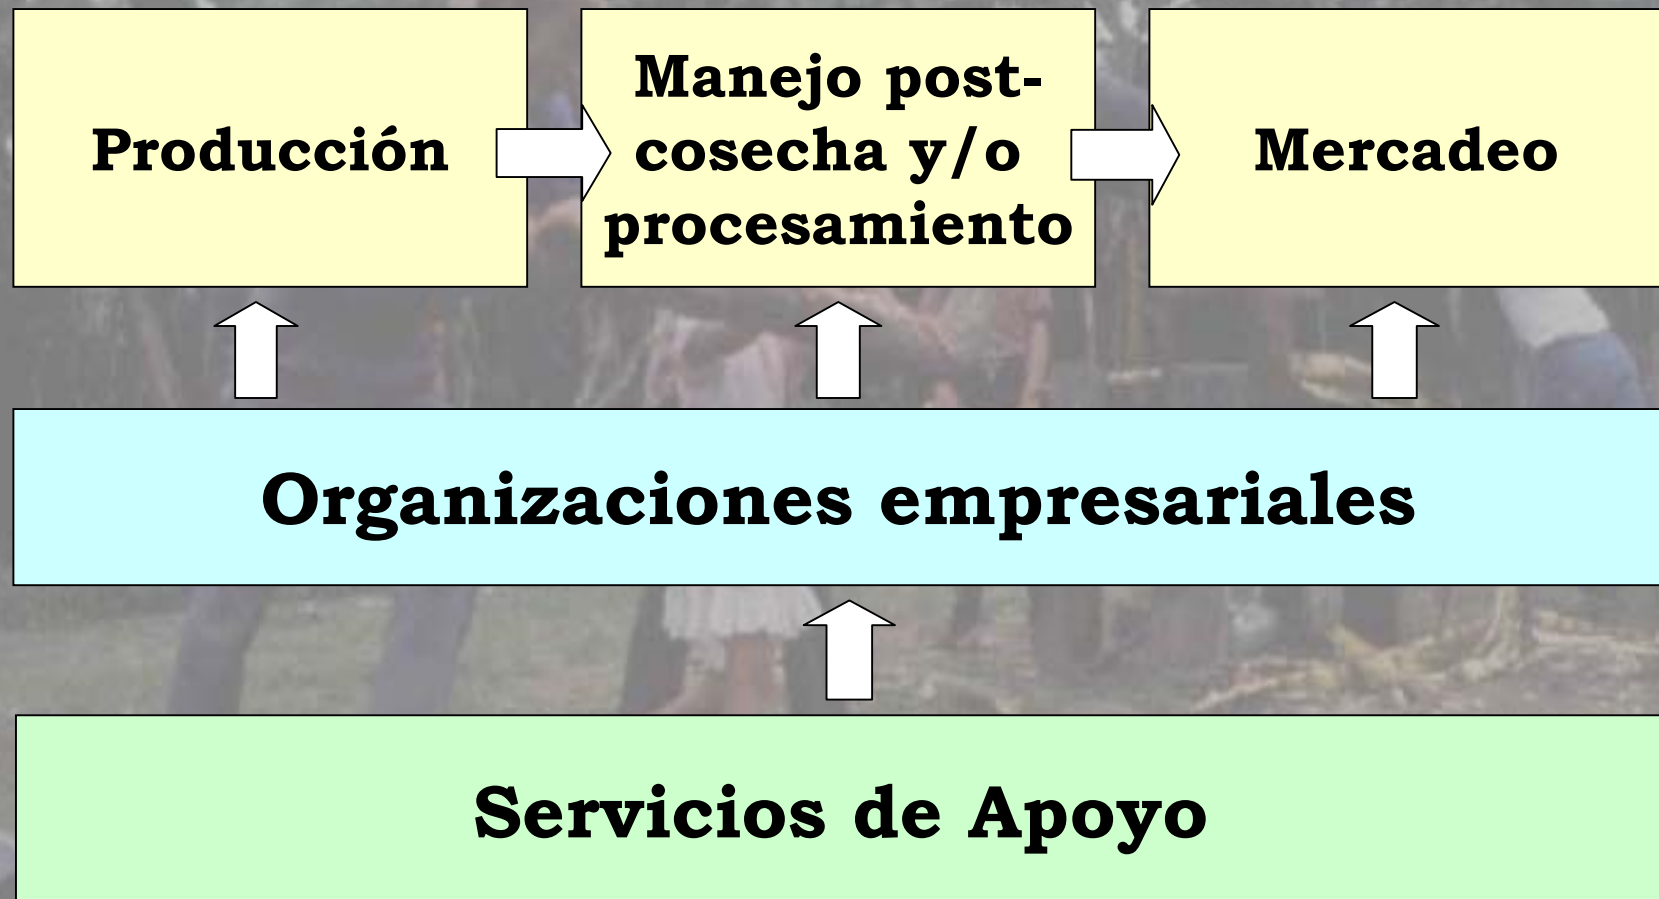 Producción
Manejo post-
cosecha y/o
procesamiento
Mercadeo
Organizaciones empresariales
Servicios de Apoyo